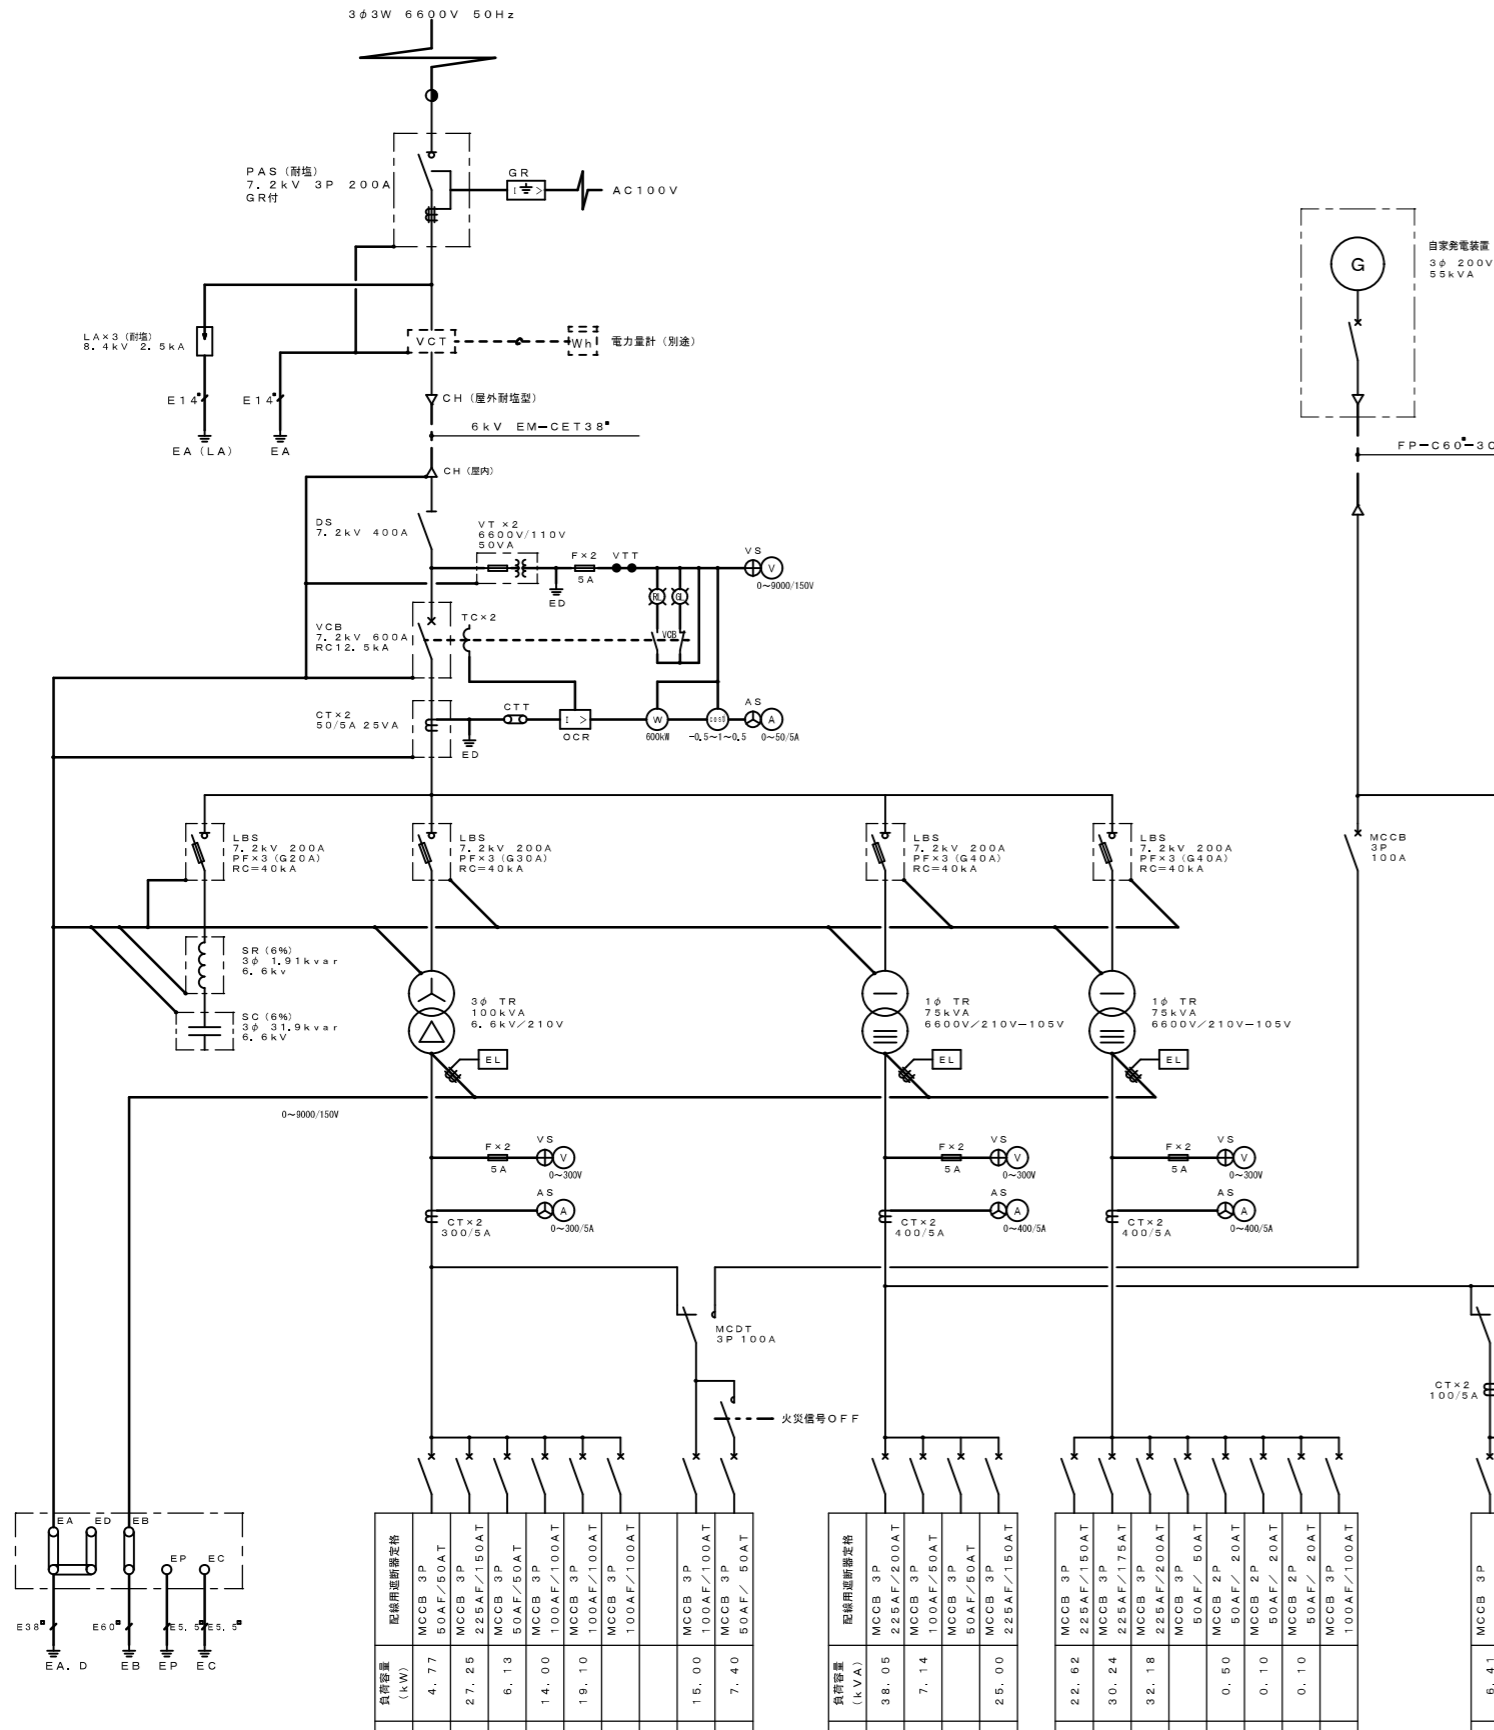 3φ3W 6600V 50Hz
PAS (耐塩)
7.2kV 3P 200A
GR付
GR
I >
AC100V
G
自家発電装置
3φ 200V
55kVA
LA×3 (耐塩)
8.4kV 2.5kA
VCT
Wh
電力量計 (別途)
E14
E14
CH (屋外耐塩型)
6kV EM-CET38
EA (LA)
EA
FP-C60
CH (屋内)
DS
7.2kV 400A
VT ×2
6600V/110V
50VA
F×2
5A
VTT
VS
V
0~9000/150V
ED
RL
GL
VCB
7.2kV 600A
RC12.5kA
TC×2
VCB
CT×2
50/5A 25VA
CTT
I >
OCR
W
600kW
cosφ
-0.5~1~0.5
AS
A
0~50/5A
ED
LBS
7.2kV 200A
PF×3 (G20A)
RC=40kA
LBS
7.2kV 200A
PF×3 (G30A)
RC=40kA
LBS
7.2kV 200A
PF×3 (G40A)
RC=40kA
LBS
7.2kV 200A
PF×3 (G40A)
RC=40kA
MCCB
3P
100A
SR (6%)
3φ 1.91kvar
6.6kv
SC (6%)
3φ 31.9kvar
6.6kV
3φ TR
100kVA
6.6kV/210V
1φ TR
75kVA
6600V/210V-105V
1φ TR
75kVA
6600V/210V-105V
EL
EL
EL
0~9000/150V
F×2
5A
VS
V
0~300V
F×2
5A
VS
V
0~300V
F×2
5A
VS
V
0~300V
CT×2
300/5A
AS
A
0~300/5A
CT×2
400/5A
AS
A
0~400/5A
CT×2
400/5A
AS
A
0~400/5A
MCDT
3P 100A
CT×2
100/5A
火災信号OFF
EA
ED
EB
EP
EC
E38
E60
E5.5
E5.5
EA.D
EB
EP
EC
配線用遮断器定格
MCCB 3P
50AF/50AT
MCCB 3P
225AF/150AT
MCCB 3P
50AF/50AT
MCCB 3P
100AF/100AT
MCCB 3P
100AF/100AT
MCCB 3P
100AF/100AT
MCCB 3P
100AF/100AT
MCCB 3P
50AF/ 50AT
負荷容量
(kW)
4.77
27.25
6.13
14.00
19.10
15.00
7.40
配線用遮断器定格
MCCB 3P
225AF/200AT
MCCB 3P
100AF/50AT
MCCB 3P
50AF/50AT
MCCB 3P
225AF/150AT
負荷容量
(kVA)
38.05
7.14
25.00
MCCB 3P
225AF/150AT
MCCB 3P
225AF/175AT
MCCB 3P
225AF/200AT
MCCB 3P
50AF/ 50AT
MCCB 2P
50AF/ 20AT
MCCB 2P
50AF/ 20AT
MCCB 2P
50AF/ 20AT
MCCB 3P
100AF/100AT
22.62
30.24
32.18
0.50
0.10
0.10
MCCB 3P
6.41